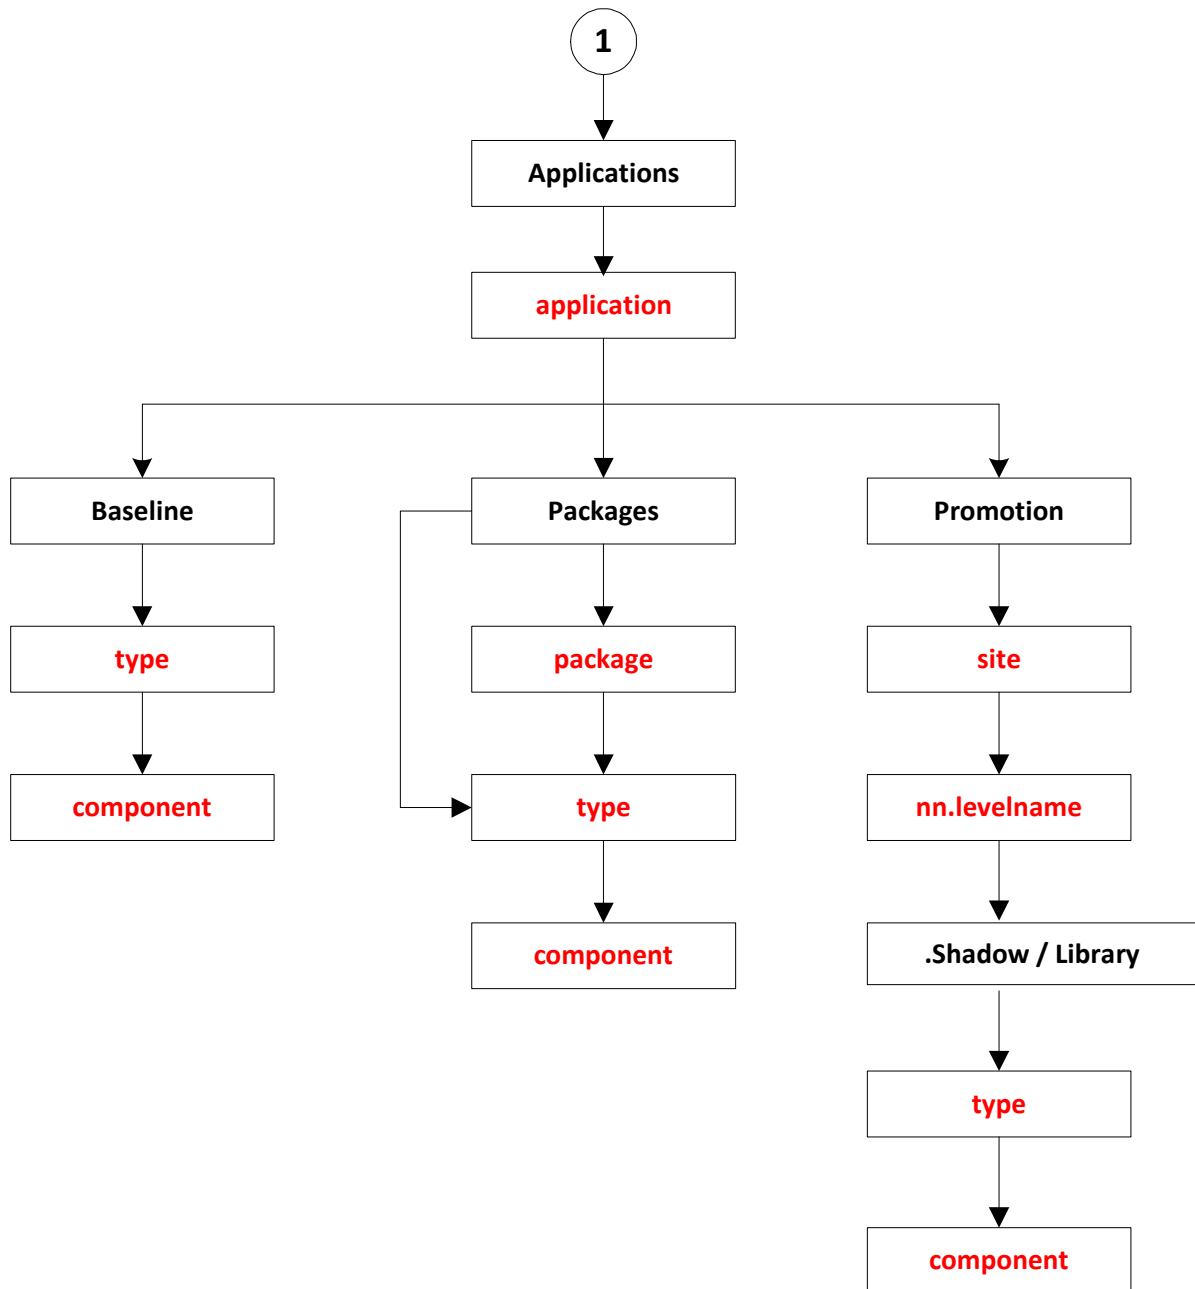 1
Applications
application
Baseline
Packages
Promotion
type
package
site
component
type
nn.levelname
component
.Shadow / Library
type
component